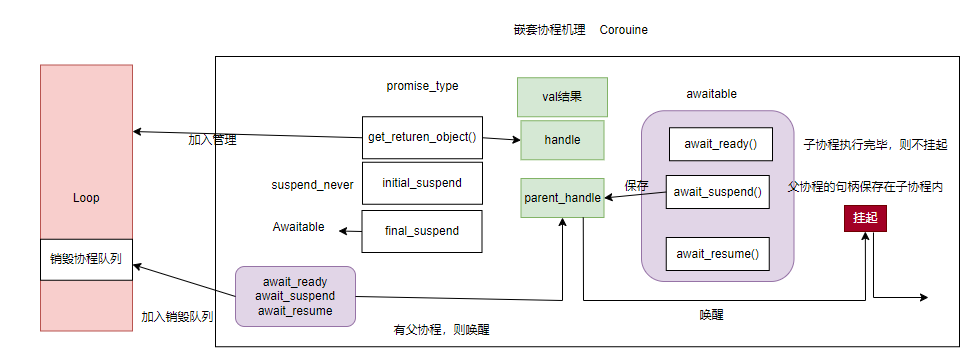 嵌套协程机理 Corouine
promise_type
val结果
awaitable
加入管理
get_returen_object()
handle
await_ready()
子协程执行完毕，则不挂起
suspend_never
initial_suspend
保存
await_suspend()
父协程的句柄保存在子协程内
Loop
parent_handle
挂起
Awaitable
final_suspend
await_resume()
销毁协程队列
await_ready
await_suspend
await_resume
加入销毁队列
有父协程，则唤醒
唤醒